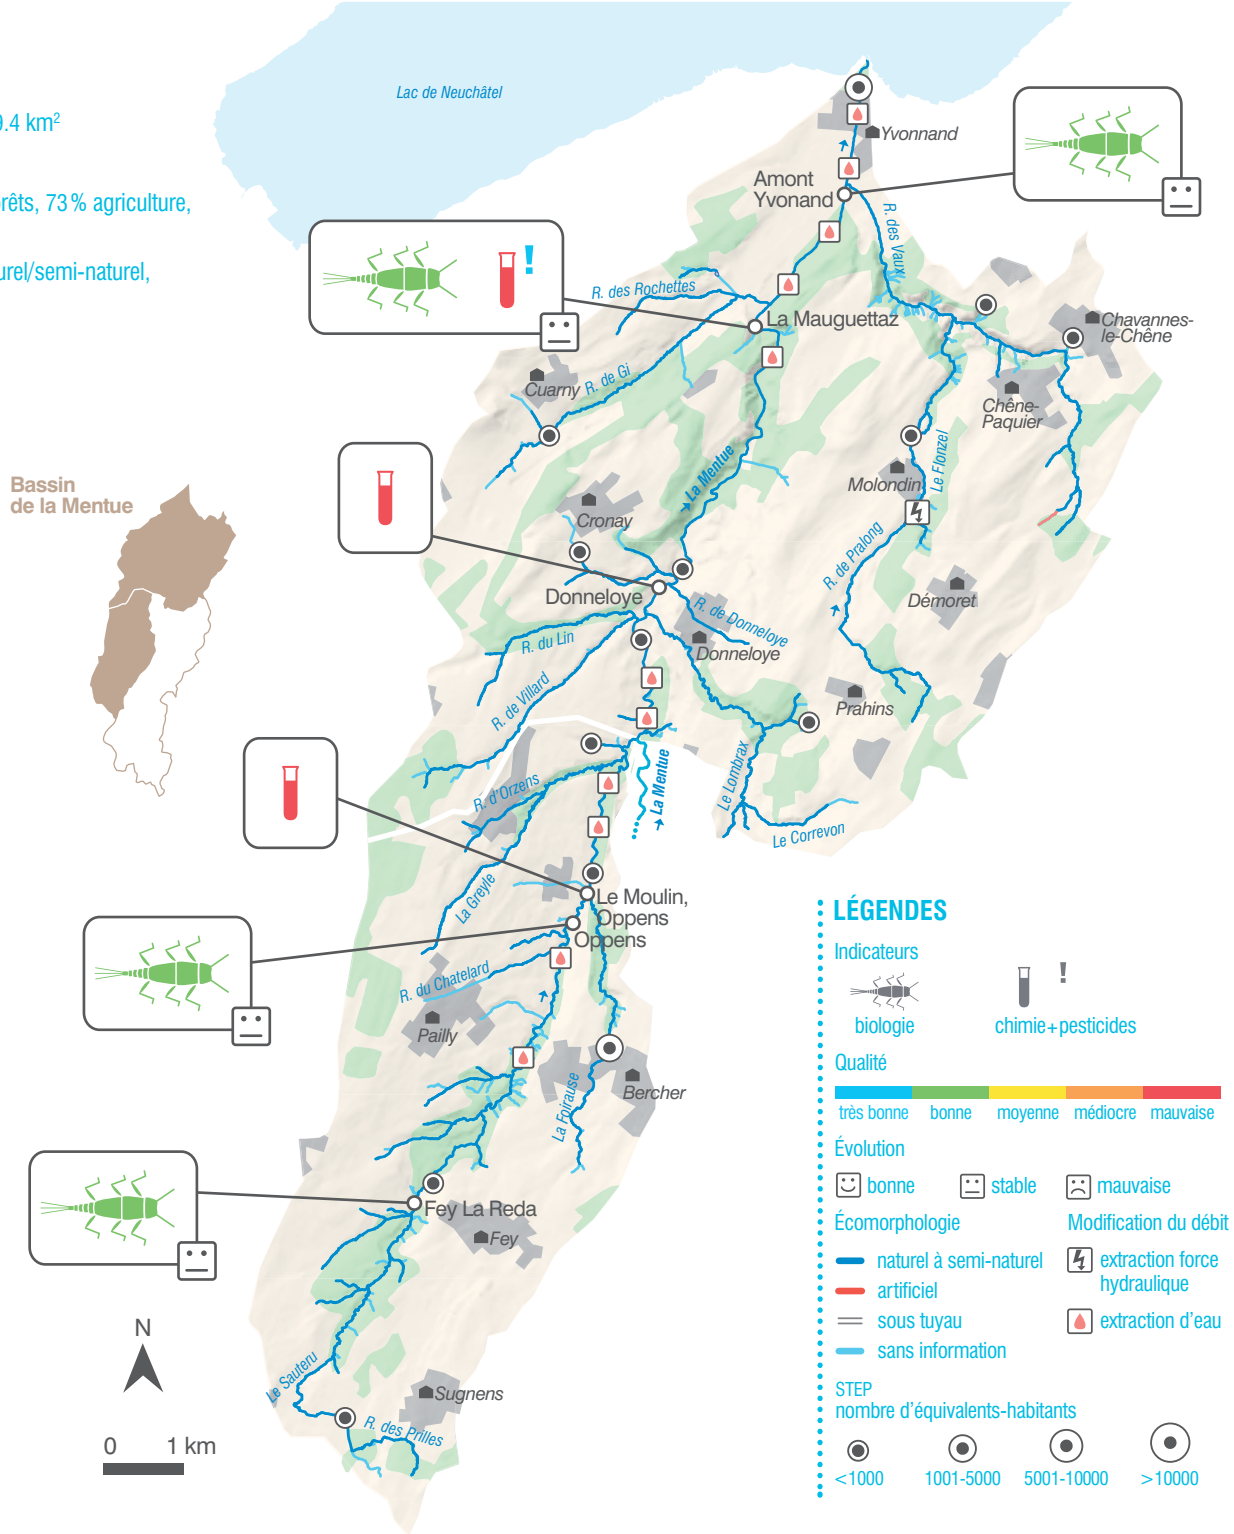 Lac de Neuchâtel
9.4 km²
rêts, 73 % agriculture,
urel/semi-naturel,
Yvonnand
Amont
Yvonand
R. des Vaux
R. des Rochettes
La Mauguettaz
Chavannes-
le-Chêne
Cuarny
R. de Gi
Chêne-
Paquier
La Mentue
Le Flonzel
Molondin
Bassin
de la Mentue
Cronay
R. de Pralong
Donneloye
R. de Donneloye
Démoret
R. du Lin
Donneloye
R. de Villard
Prahins
La Mentue
Le Lombrax
R. d'Orzens
Le Correvon
La Greyle
Le Moulin,
Oppens
Oppens
R. du Chatelard
Pailly
La Foirause
Bercher
Fey La Reda
Fey
N
Le Sauteru
Sugnens
R. des Prilles
0 1 km
LÉGENDES
Indicateurs
!
biologie chimie+pesticides
Qualité
très bonne bonne moyenne médiocre mauvaise
Évolution
bonne stable mauvaise
Écomorphologie Modification du débit
naturel à semi-naturel extraction force
hydraulique
artificiel
sous tuyau extraction d'eau
sans information
STEP
nombre d'équivalents-habitants
<1000 1001-5000 5001-10000 >10000